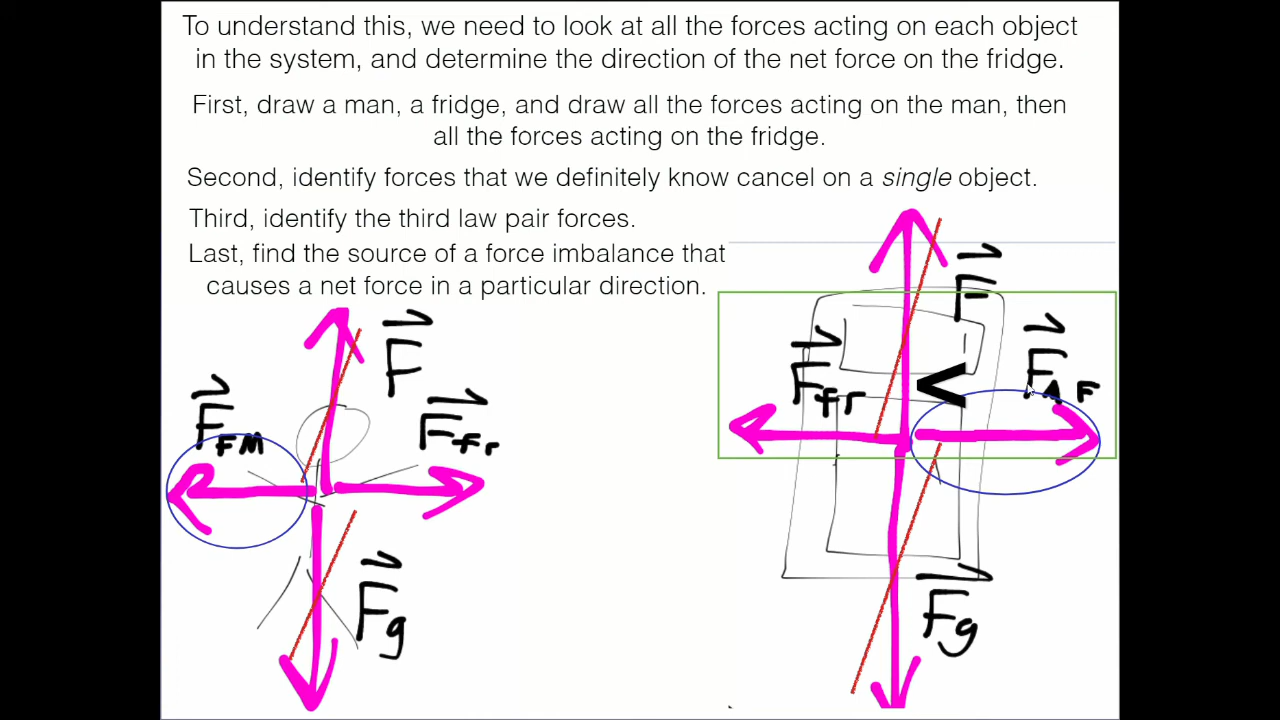 To understand this, we need to look at all the forces acting on each object
in the system, and determine the direction of the net force on the fridge.
First, draw a man, a fridge, and draw all the forces acting on the man, then
all the forces acting on the fridge.
Second, identify forces that we definitely know cancel on a single object.
Third, identify the third law pair forces.
Last, find the source of a force imbalance that
causes a net force in a particular direction.
F
F
F fr
<
F FM
F
F fr
Fg
Fg